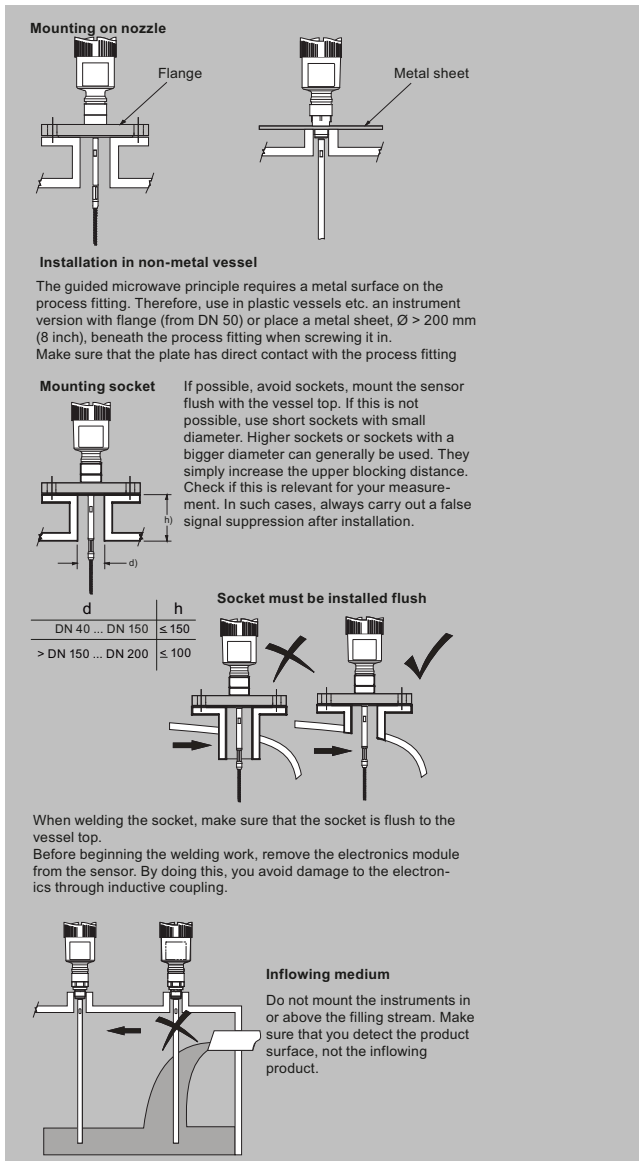 Mounting on nozzle
Flange
Metal sheet
Installation in non-metal vessel
The guided microwave principle requires a metal surface on the
process fitting. Therefore, use in plastic vessels etc. an instrument
version with flange (from DN 50) or place a metal sheet, Ø > 200 mm
(8 inch), beneath the process fitting when screwing it in.
Make sure that the plate has direct contact with the process fitting
Mounting socket
If possible, avoid sockets, mount the sensor
flush with the vessel top. If this is not
possible, use short sockets with small
diameter. Higher sockets or sockets with a
bigger diameter can generally be used. They
simply increase the upper blocking distance.
Check if this is relevant for your measure-
ment. In such cases, always carry out a false
signal suppression after installation.
h)
d)
d h
DN 40 ... DN 150 ≤ 150
> DN 150 ... DN 200 ≤ 100
Socket must be installed flush
When welding the socket, make sure that the socket is flush to the
vessel top.
Before beginning the welding work, remove the electronics module
from the sensor. By doing this, you avoid damage to the electron-
ics through inductive coupling.
Inflowing medium
Do not mount the instruments in
or above the filling stream. Make
sure that you detect the product
surface, not the inflowing
product.